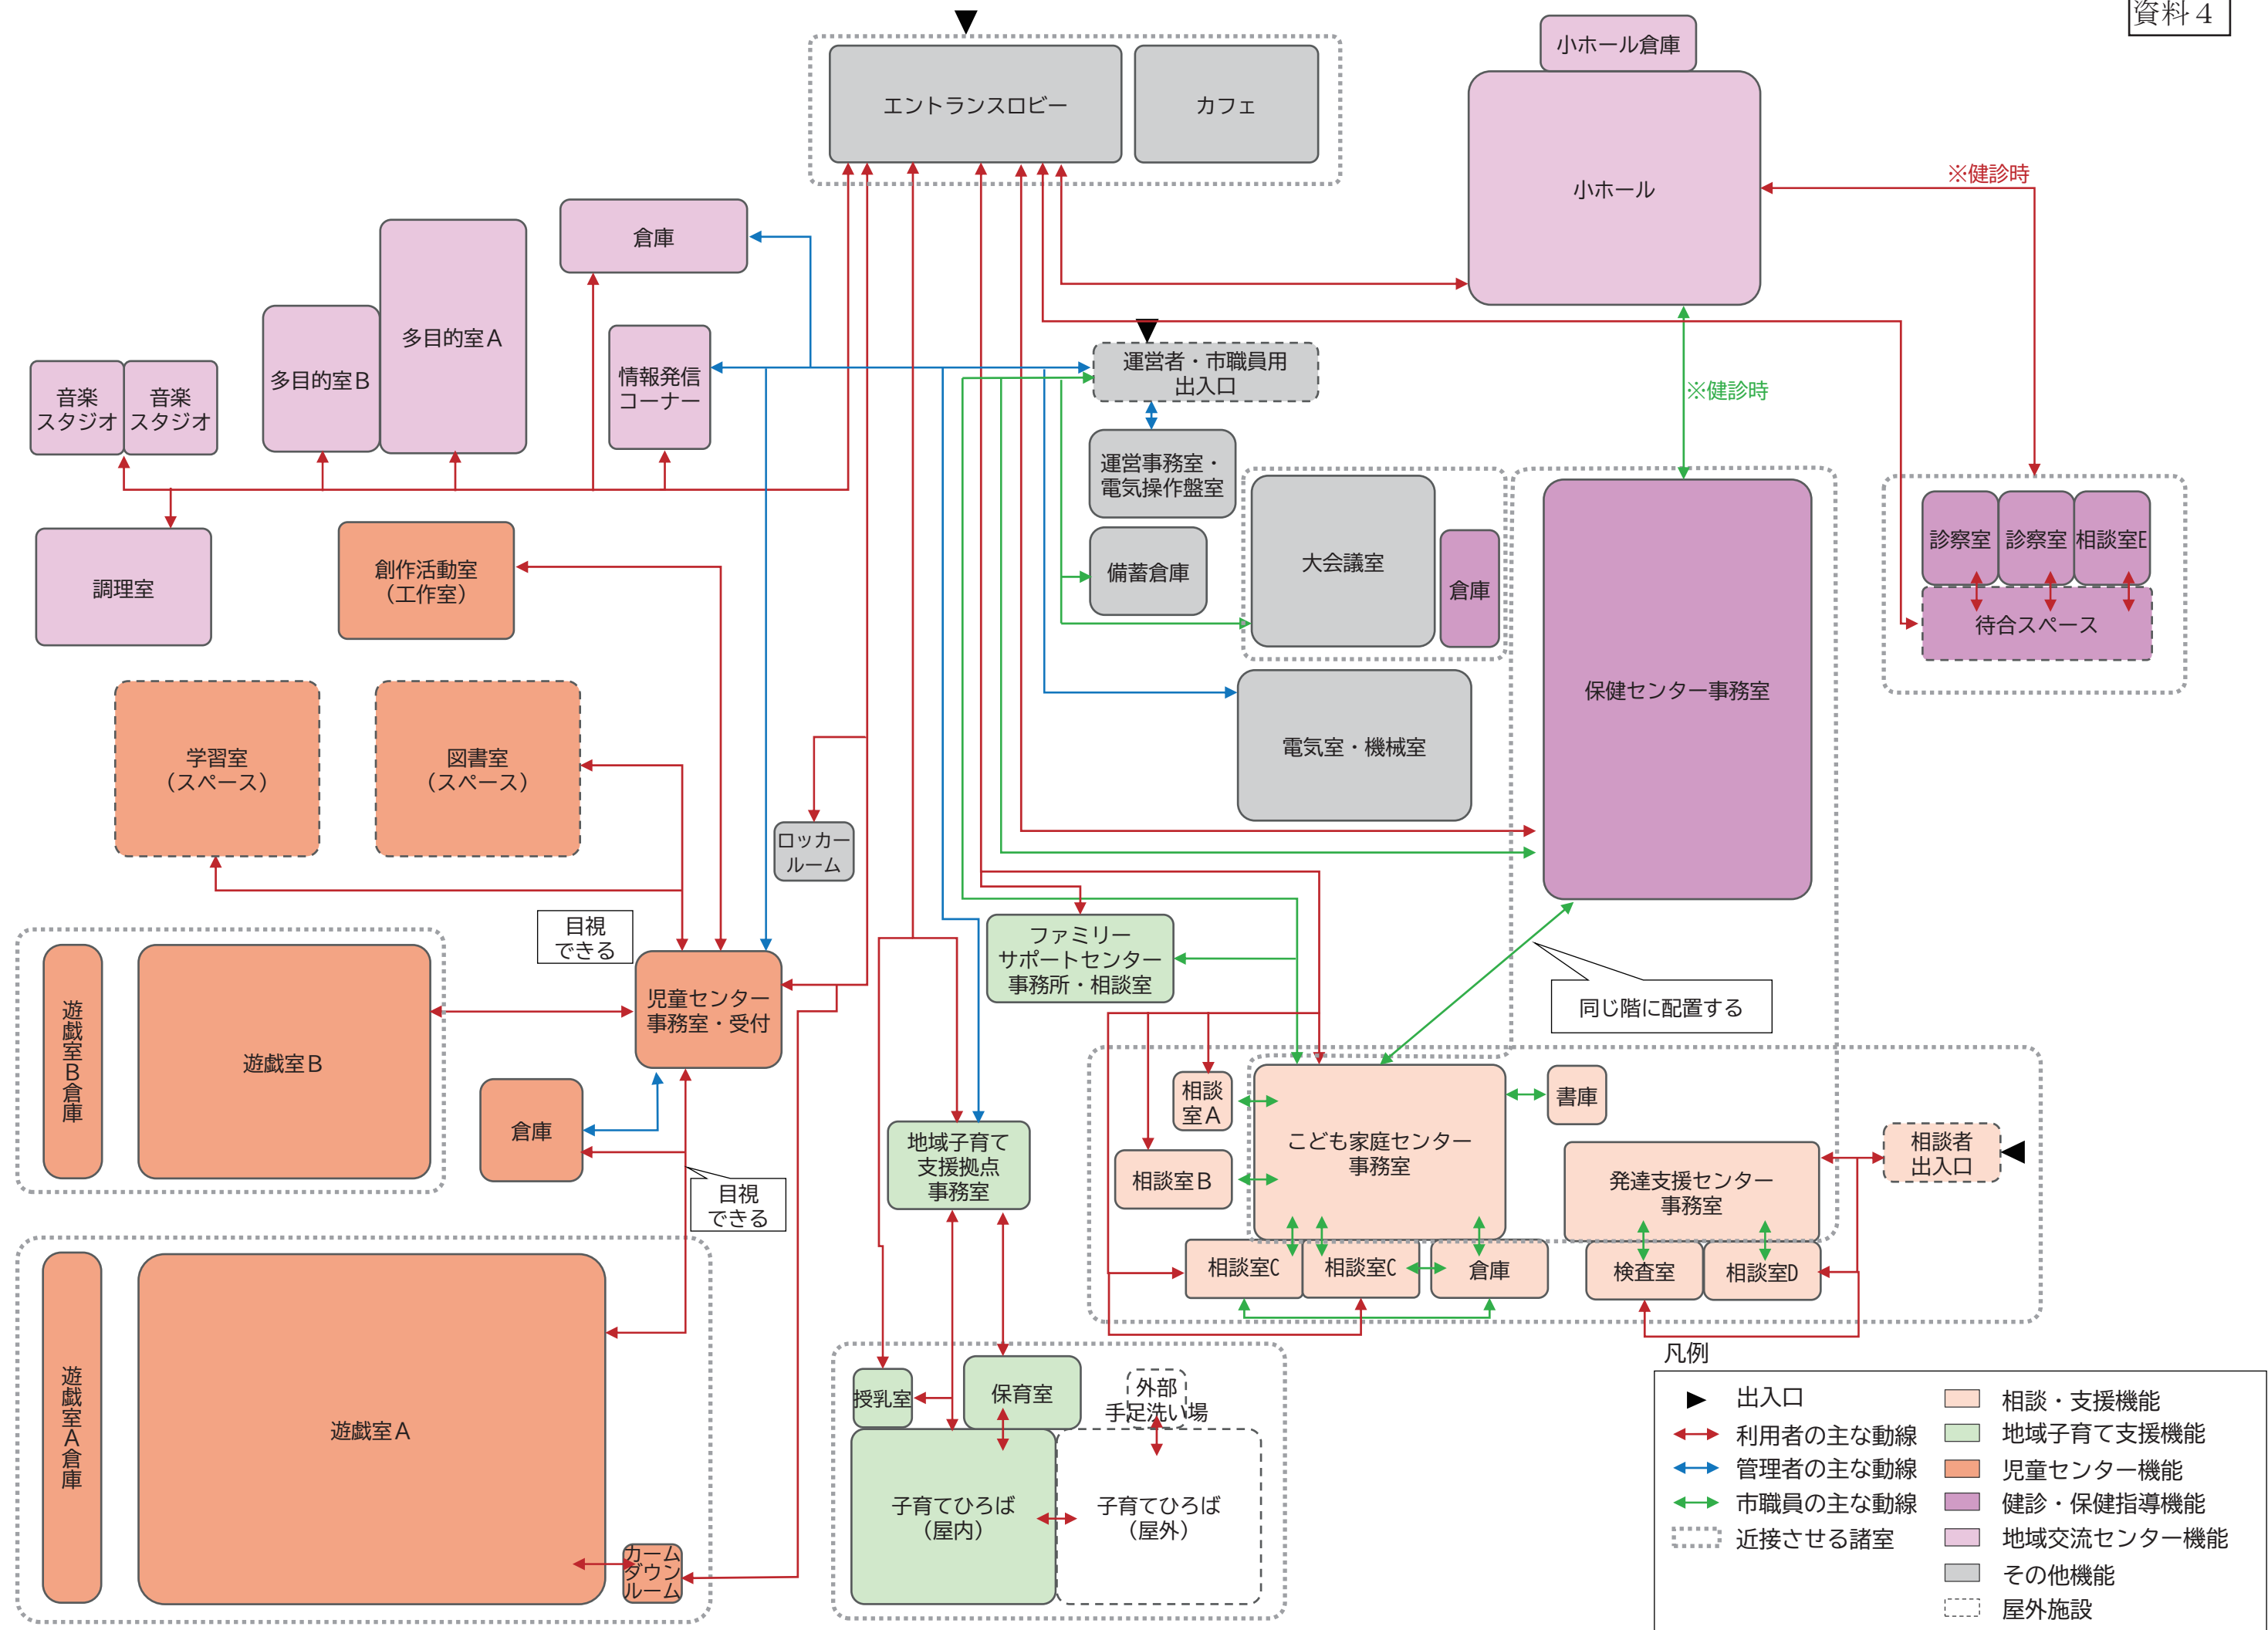 資料４
小ホール倉庫
エントランスロビー
カフェ
小ホール
※健診時
倉庫
多目的室Ａ
多目的室Ｂ
情報発信
コーナー
音楽
スタジオ
音楽
スタジオ
運営者・市職員用
出入口
※健診時
運営事務室・
電気操作盤室
備蓄倉庫
大会議室
倉庫
診察室
診察室
相談室E
待合スペース
調理室
創作活動室
（工作室）
保健センター事務室
電気室・機械室
学習室
（スペース）
図書室
（スペース）
ロッカー
ルーム
目視
できる
ファミリー
サポートセンター
事務所・相談室
同じ階に配置する
遊戯室Ｂ倉庫
遊戯室Ｂ
児童センター
事務室・受付
倉庫
目視
できる
地域子育て
支援拠点
事務室
相談
室Ａ
相談室Ｂ
こども家庭センター
事務室
書庫
発達支援センター
事務室
相談者
出入口
相談室C
相談室C
倉庫
検査室
相談室D
遊戯室Ａ倉庫
遊戯室Ａ
カーム
ダウン
ルーム
授乳室
保育室
外部
手足洗い場
子育てひろば
（屋内）
子育てひろば
（屋外）
凡例
出入口
利用者の主な動線
管理者の主な動線
市職員の主な動線
近接させる諸室
相談・支援機能
地域子育て支援機能
児童センター機能
健診・保健指導機能
地域交流センター機能
その他機能
屋外施設